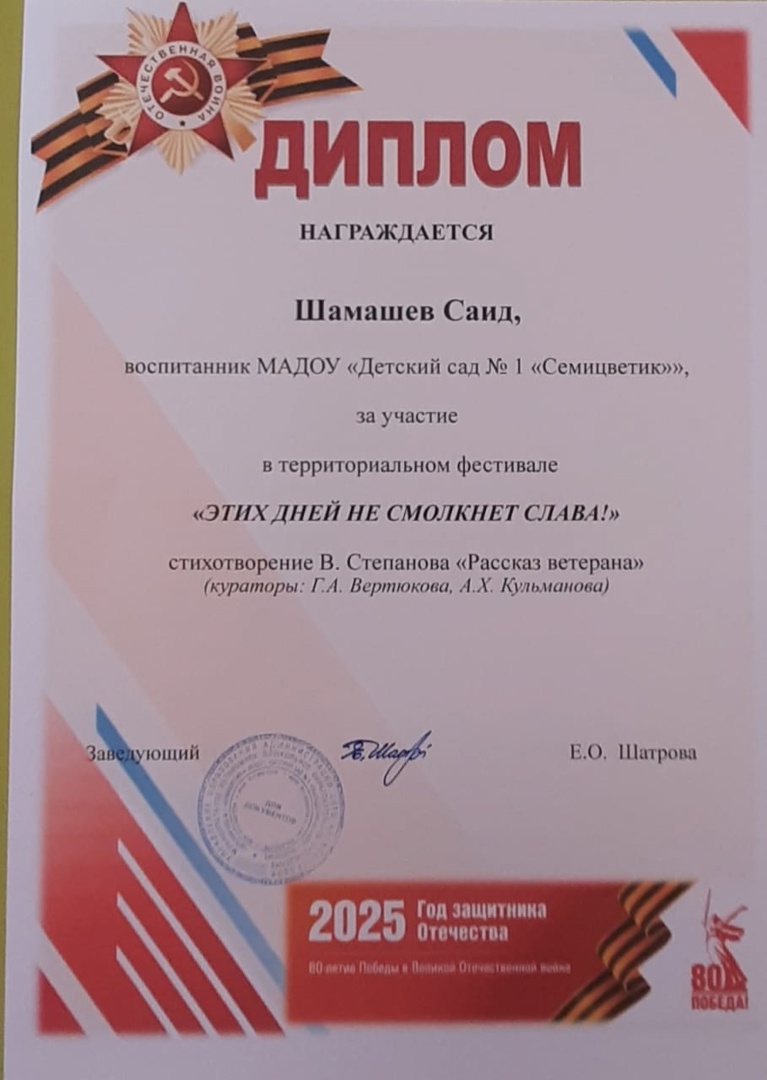 ОТЕЧЕСТВЕННАЯ ВОЙНА
ДИПЛОМ
НАГРАЖДАЕТСЯ
Шамашев Саид,
воспитанник МАДОУ «Детский сад № 1 «Семицветик»»,
за участие
в территориальном фестивале
«ЭТИХ ДНЕЙ НЕ СМОЛКНЕТ СЛАВА!»
стихотворение В. Степанова «Рассказ ветерана»
(кураторы: Г.А. Вертюкова, А.Х. Кульманова)
Заведующий
Е.О. Шатрова
ДЛЯ
ДОКУМЕНТОВ
2025 Год защитника
Отечества
80-летие Победы в Великой Отечественной войне
80
ПОБЕДА!